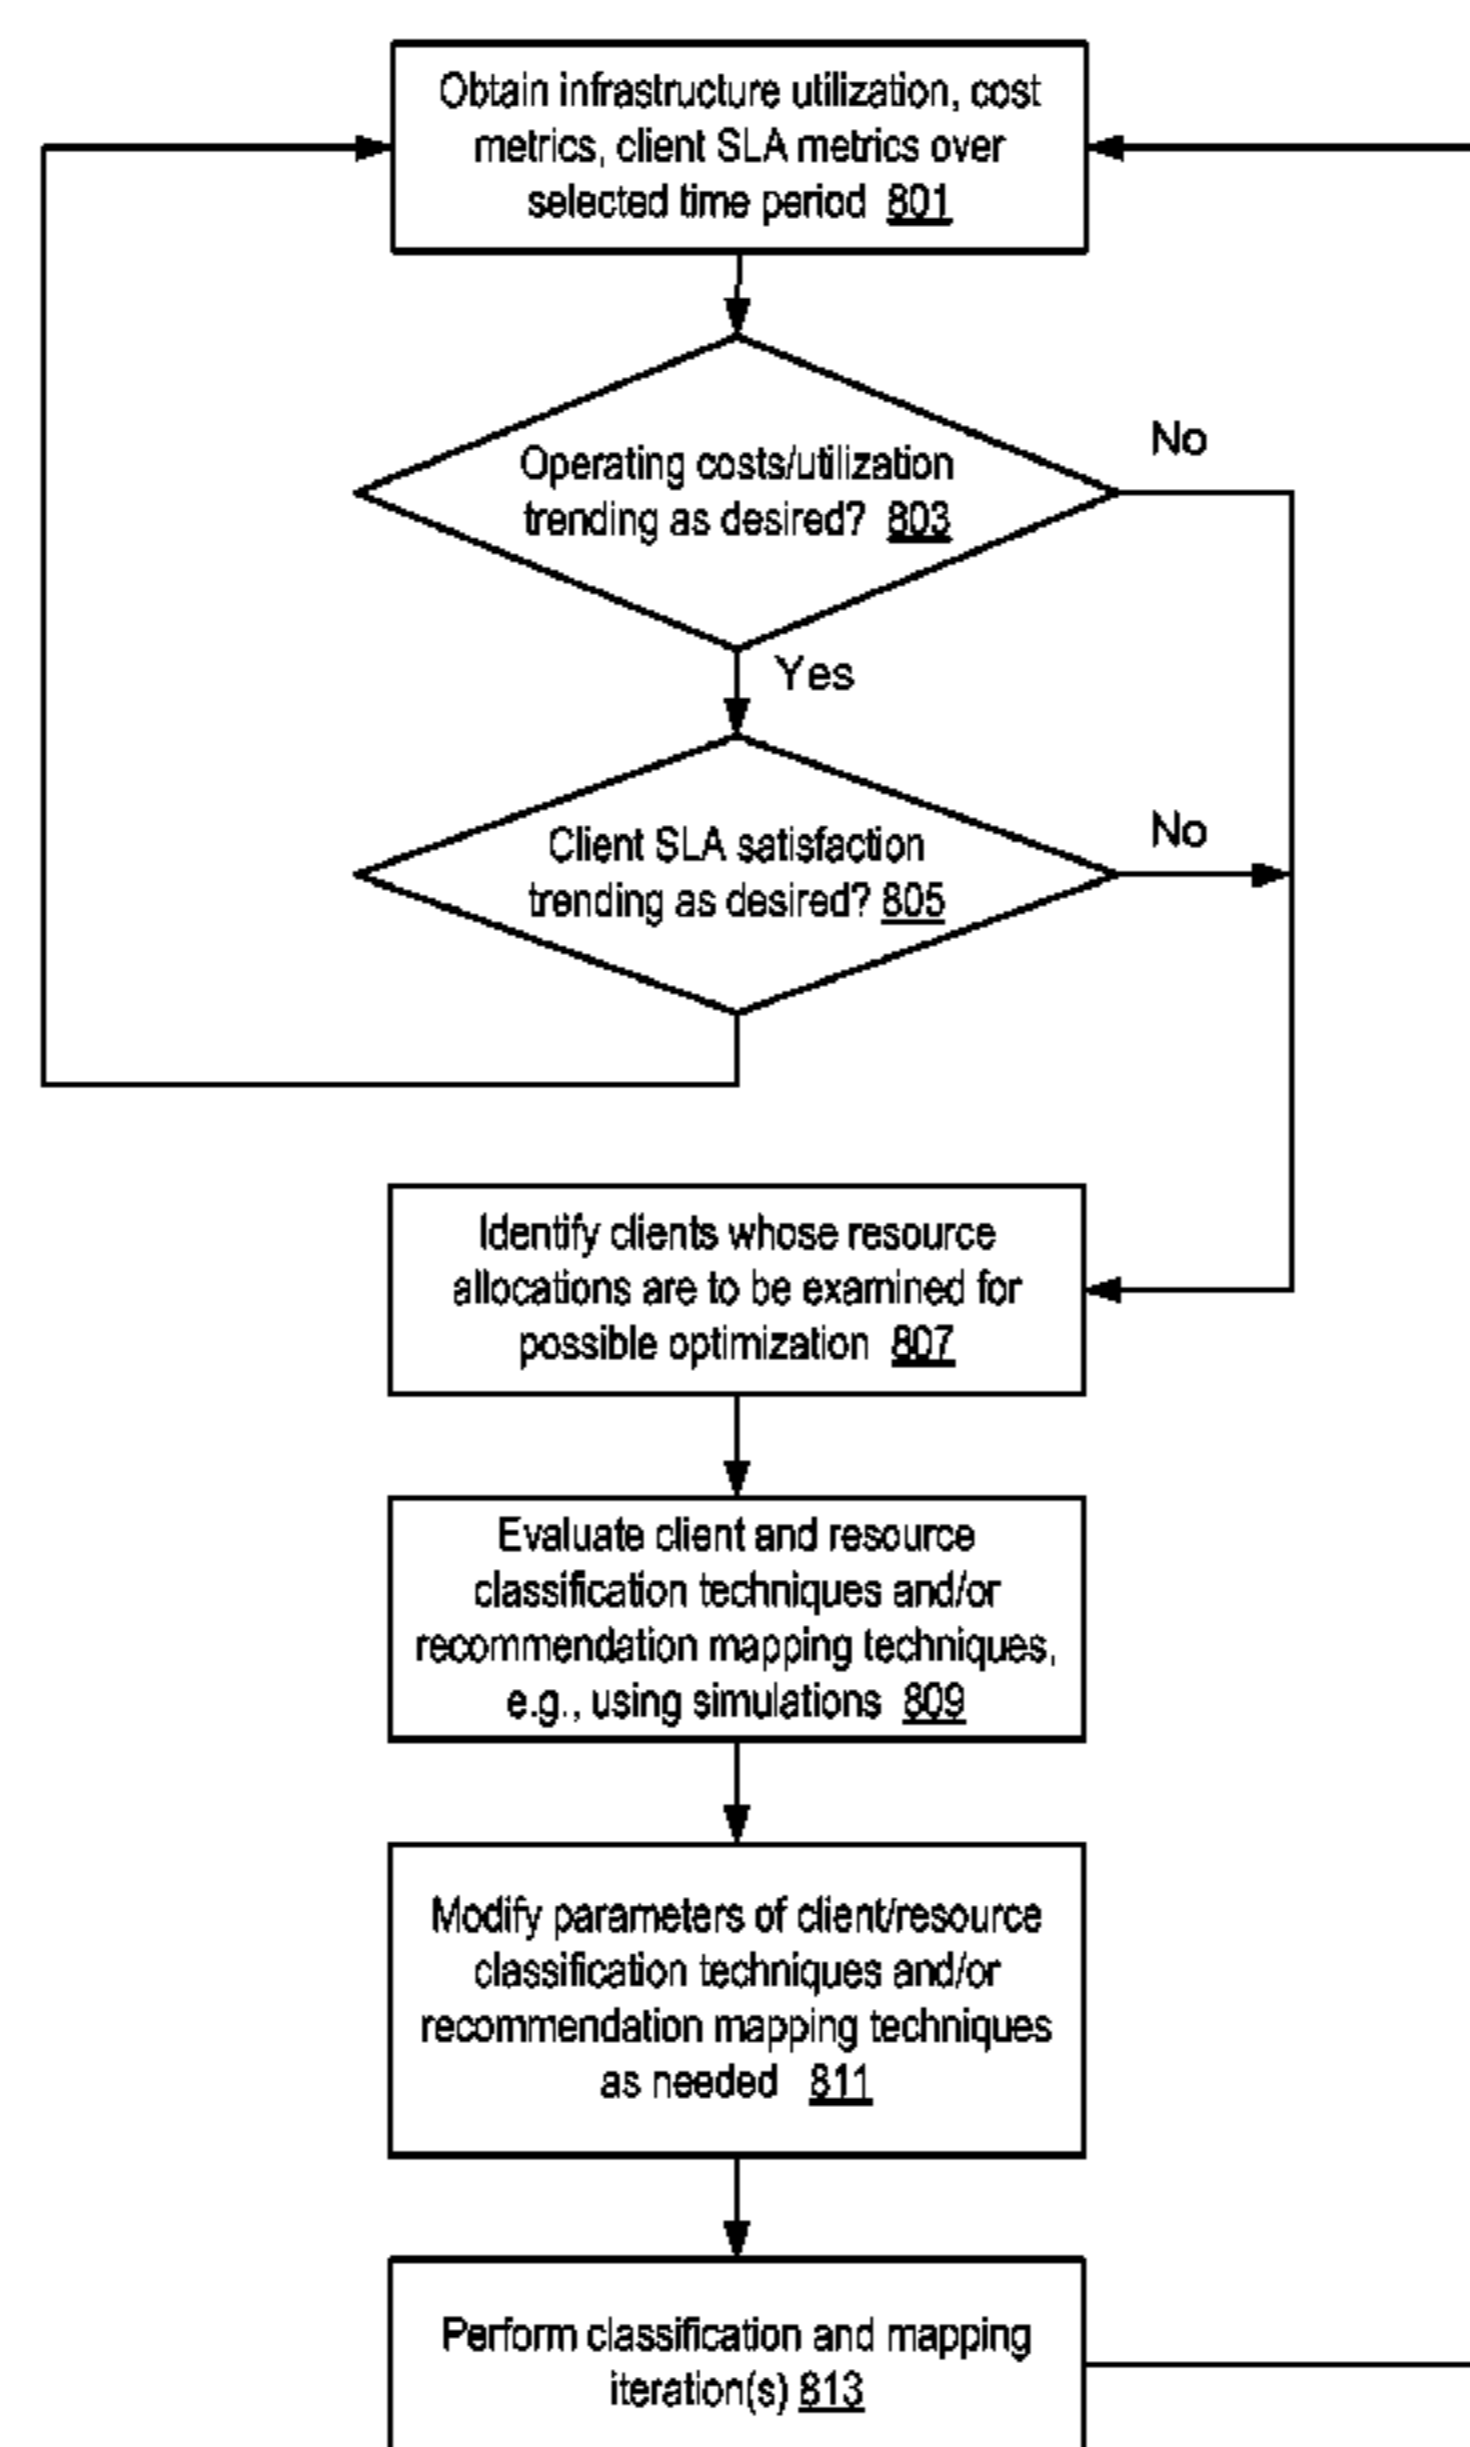 Obtain infrastructure utilization, cost
metrics, client SLA metrics over
selected time period 801
No
Operating costs/utilization
trending as desired? 803
Yes
No
Client SLA satisfaction
trending as desired? 805
Identify clients whose resource
allocations are to be examined for
possible optimization 807
Evaluate client and resource
classification techniques and/or
recommendation mapping techniques,
e.g., using simulations 809
Modify parameters of client/resource
classification techniques and/or
recommendation mapping techniques
as needed 811
Perform classification and mapping
iteration(s) 813